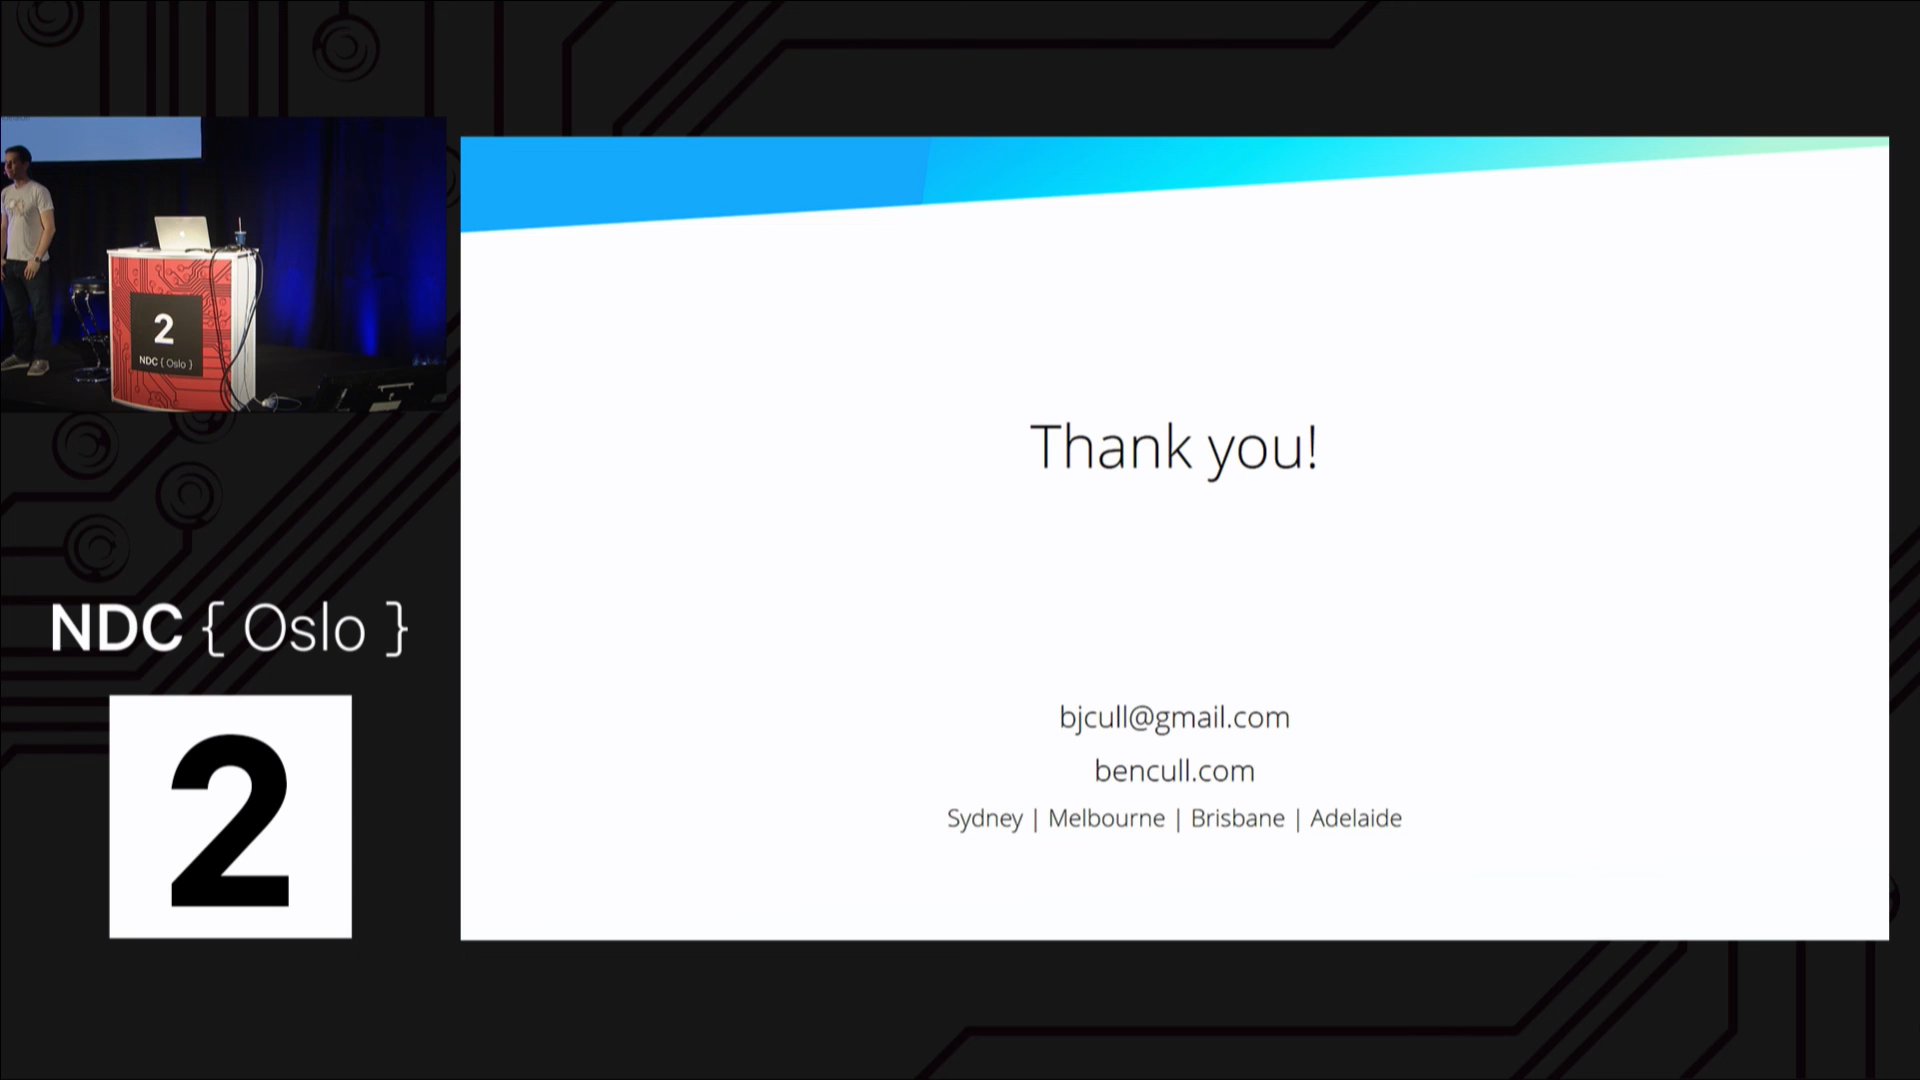 2
NDC { Oslo }
NDC { Oslo }
2
Thank you!
bjcull@gmail.com
bencull.com
Sydney | Melbourne | Brisbane | Adelaide